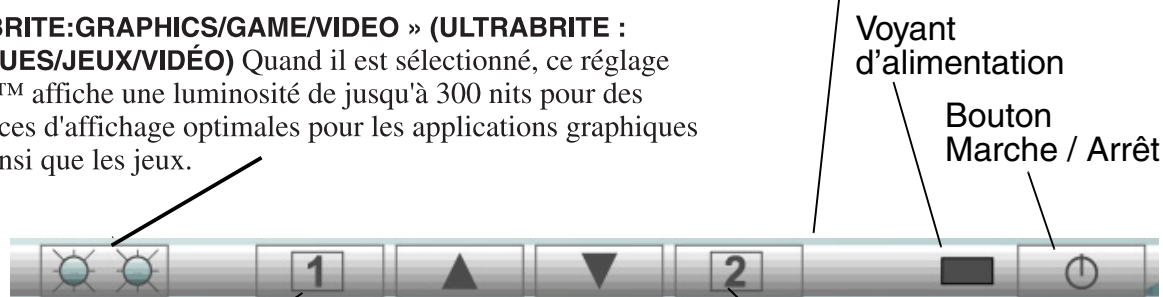 BRITE:GRAPHICS/GAME/VIDEO » (ULTRABRITE :
UES/JEUX/VIDÉO) Quand il est sélectionné, ce réglage
™ affiche une luminosité de jusqu'à 300 nits pour des
ces d'affichage optimales pour les applications graphiques
nsi que les jeux.
Voyant
d'alimentation
Bouton
Marche / Arrêt
1
2